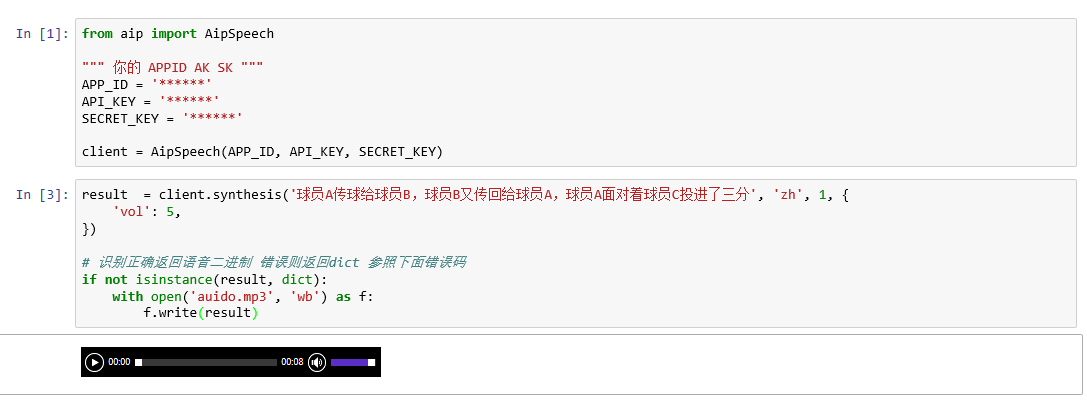 In [1]: from aip import AipSpeech
""" 你的 APPID AK SK """
APP_ID = '******'
API_KEY = '******'
SECRET_KEY = '******'
client = AipSpeech(APP_ID, API_KEY, SECRET_KEY)
In [3]: result  = client.synthesis('球员A传球给球员B，球员B又传回给球员A，球员A面对着球员C投进了三分', 'zh', 1, {
    'vol': 5,
})
# 识别正确返回语音二进制 错误则返回dict 参照下面错误码
if not isinstance(result, dict):
    with open('auido.mp3', 'wb') as f:
        f.write(result)
00:00 00:08